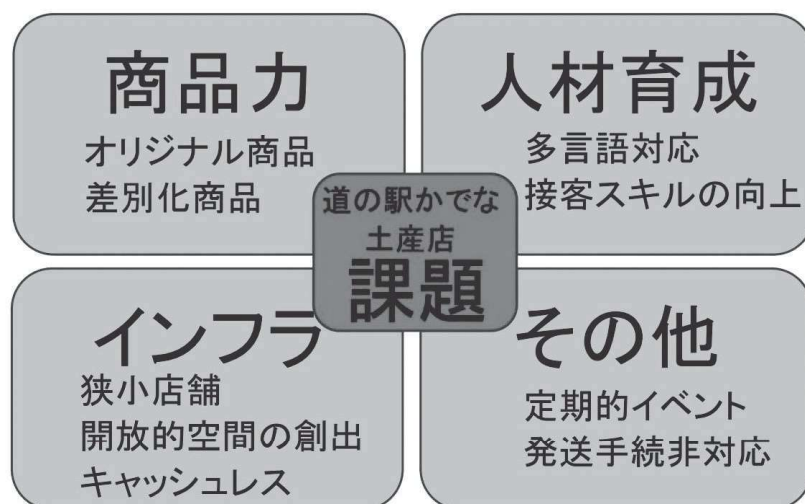 商品力
オリジナル商品
差別化商品
人材育成
多言語対応
接客スキルの向上
道の駅かでな
土産店
課題
インフラ
狭小店舗
開放的空間の創出
キャッシュレス
その他
定期的イベント
発送手続非対応